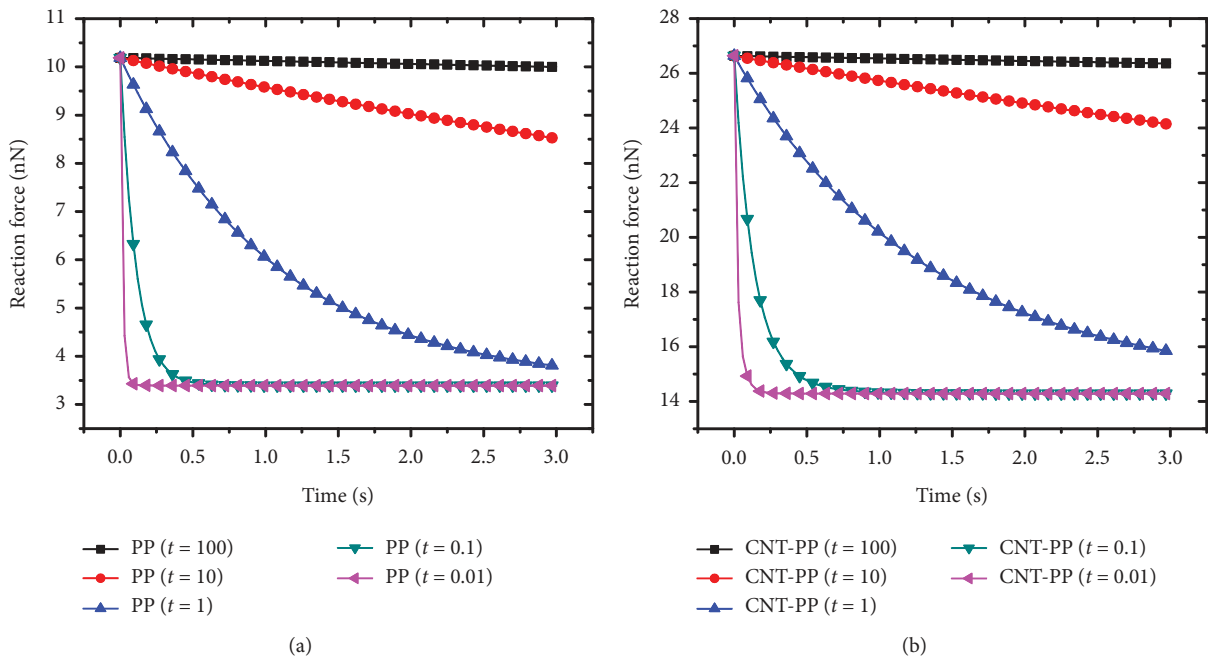 11
10
9
8
7
6
5
4
3
Reaction force (nN)
0.0 0.5 1.0 1.5 2.0 2.5 3.0
Time (s)
PP (t = 100)
PP (t = 10)
PP (t = 1)
PP (t = 0.1)
PP (t = 0.01)
(a)
28
26
24
22
20
18
16
14
Reaction force (nN)
0.0 0.5 1.0 1.5 2.0 2.5 3.0
Time (s)
CNT-PP (t = 100)
CNT-PP (t = 10)
CNT-PP (t = 1)
CNT-PP (t = 0.1)
CNT-PP (t = 0.01)
(b)